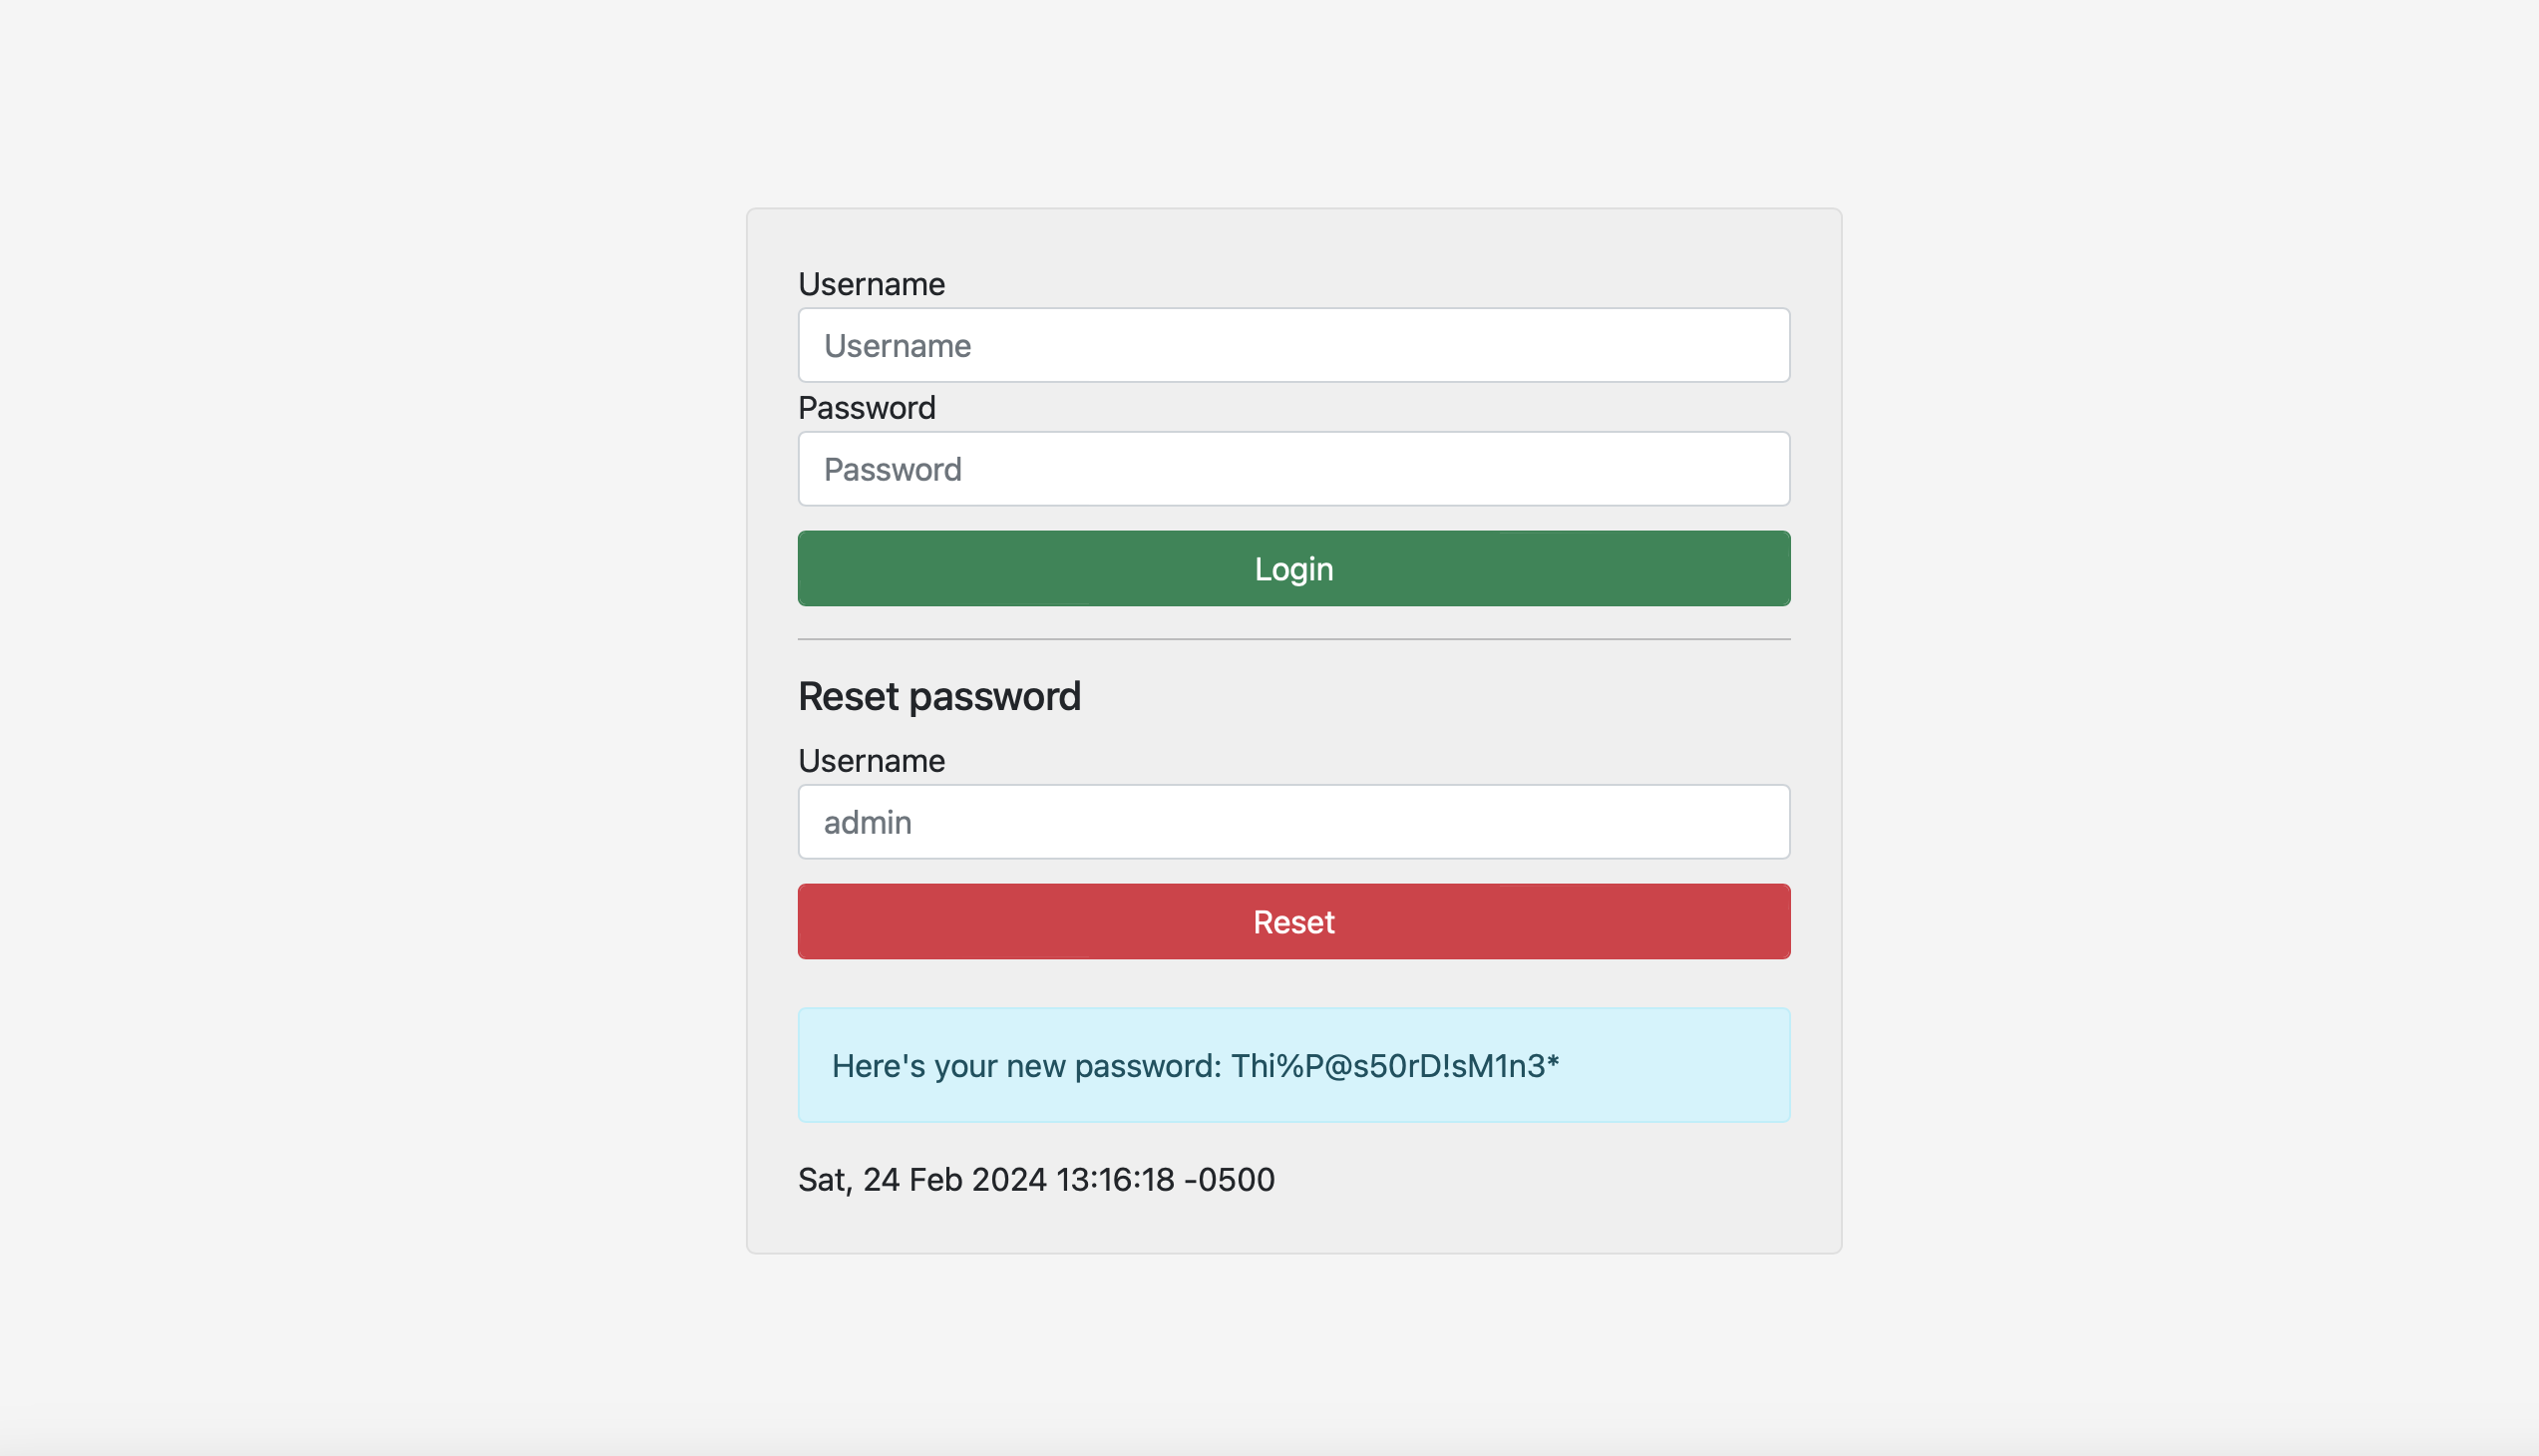 Username
Username
Password
Password
Login
Reset password
Username
admin
Reset
Here's your new password: Thi%P@s50rD!sM1n3*
Sat, 24 Feb 2024 13:16:18 -0500